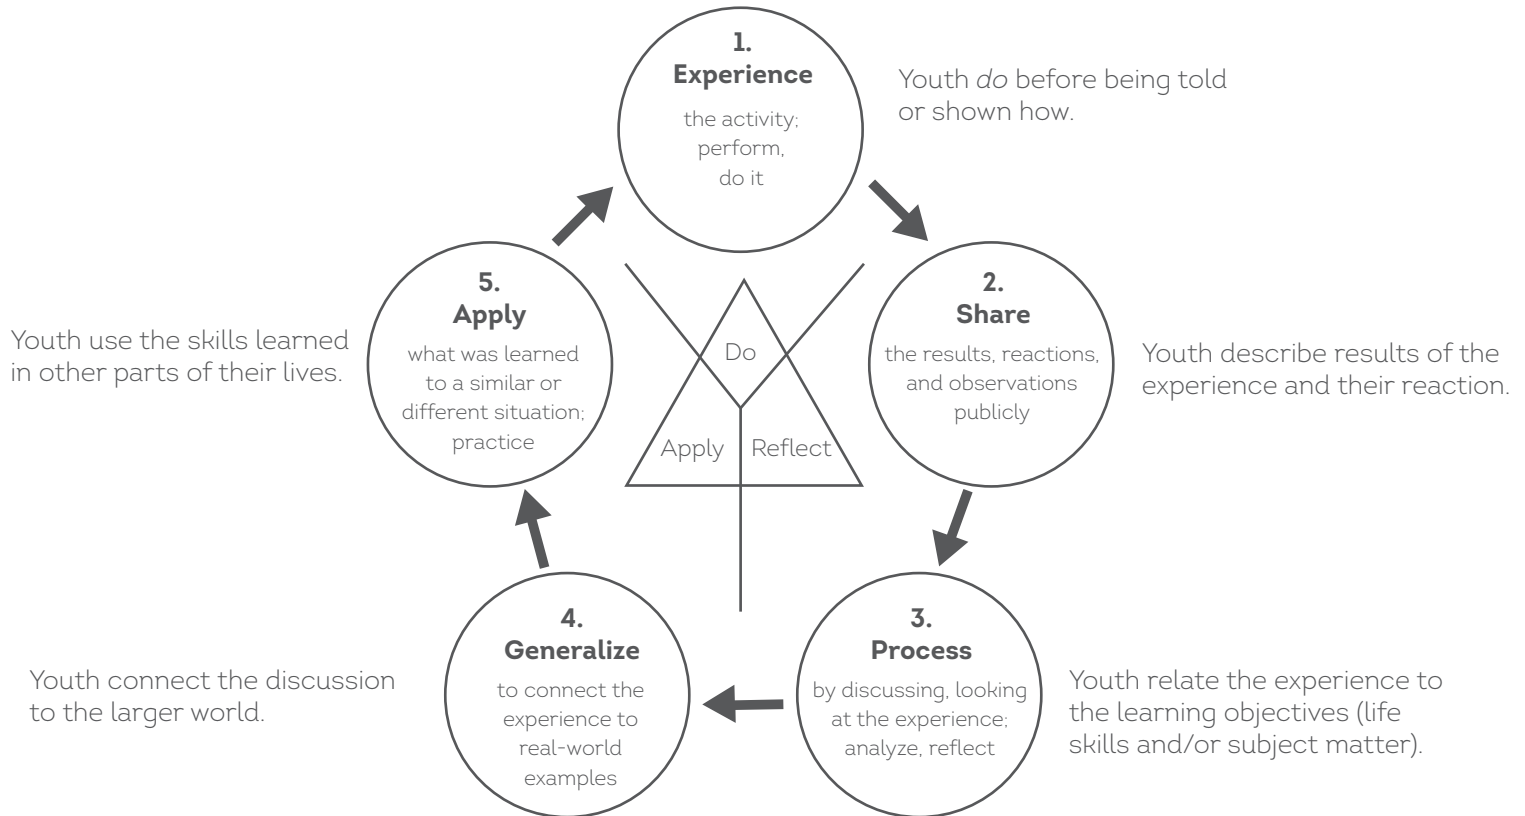 1.
Experience
the activity;
perform,
do it
Youth do before being told
or shown how.
2.
Share
the results, reactions,
and observations
publicly
Youth describe results of the
experience and their reaction.
3.
Process
by discussing, looking
at the experience;
analyze, reflect
Youth relate the experience to
the learning objectives (life
skills and/or subject matter).
4.
Generalize
to connect the
experience to
real-world
examples
Youth connect the discussion
to the larger world.
5.
Apply
what was learned
to a similar or
different situation;
practice
Youth use the skills learned
in other parts of their lives.
Do
Apply
Reflect